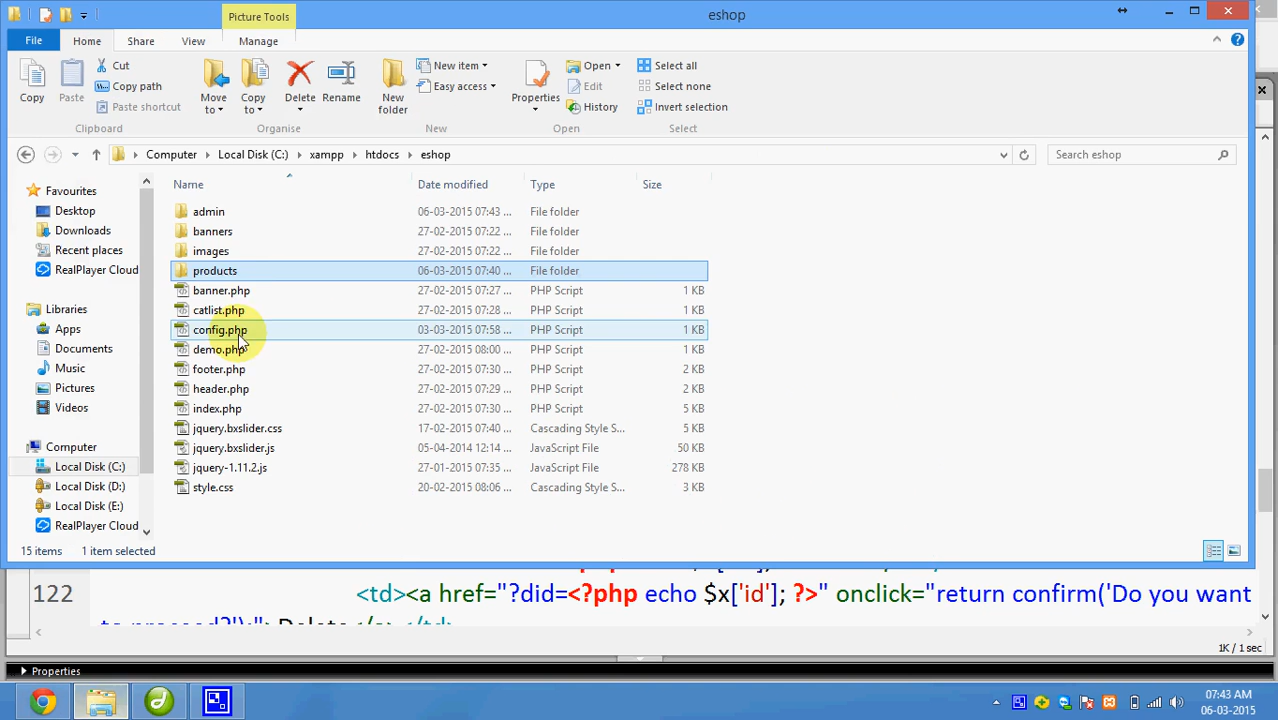 Picture Tools
eshop
File
Home
Share
View
Manage
Copy
Paste
Cut
Copy path
Paste shortcut
Clipboard
Move to
Copy to
Delete
Rename
Organise
New folder
New item
Easy access
New
Properties
Open
Edit
History
Open
Select all
Select none
Invert selection
Select
Computer
Local Disk (C:)
xampp
htdocs
eshop
Search eshop
Favourites
Desktop
Downloads
Recent places
RealPlayer Cloud
Libraries
Apps
Documents
Music
Pictures
Videos
Computer
Local Disk (C:)
Local Disk (D:)
Local Disk (E:)
RealPlayer Cloud
Name Date modified Type Size
admin 06-03-2015 07:43 ... File folder
banners 27-02-2015 07:22 ... File folder
images 27-02-2015 07:22 ... File folder
products 06-03-2015 07:40 ... File folder
banner.php 27-02-2015 07:27 ... PHP Script 1 KB
catlist.php 27-02-2015 07:28 ... PHP Script 1 KB
config.php 03-03-2015 07:58 ... PHP Script 1 KB
demo.php 27-02-2015 08:00 ... PHP Script 1 KB
footer.php 27-02-2015 07:30 ... PHP Script 2 KB
header.php 27-02-2015 07:29 ... PHP Script 2 KB
index.php 27-02-2015 07:30 ... PHP Script 5 KB
jquery.bxslider.css 17-02-2015 07:40 ... Cascading Style S... 5 KB
jquery.bxslider.js 05-04-2014 12:14 ... JavaScript File 50 KB
jquery-1.11.2.js 27-01-2015 07:35 ... JavaScript File 278 KB
style.css 20-02-2015 08:06 ... Cascading Style S... 3 KB
15 items 1 item selected
122 <td><a href="?did=<?php echo $x['id']; ?>" onclick="return confirm('Do you want
to proceed?');"> Delete </a> </td>
1K / 1 sec
Properties
07:43 AM
06-03-2015